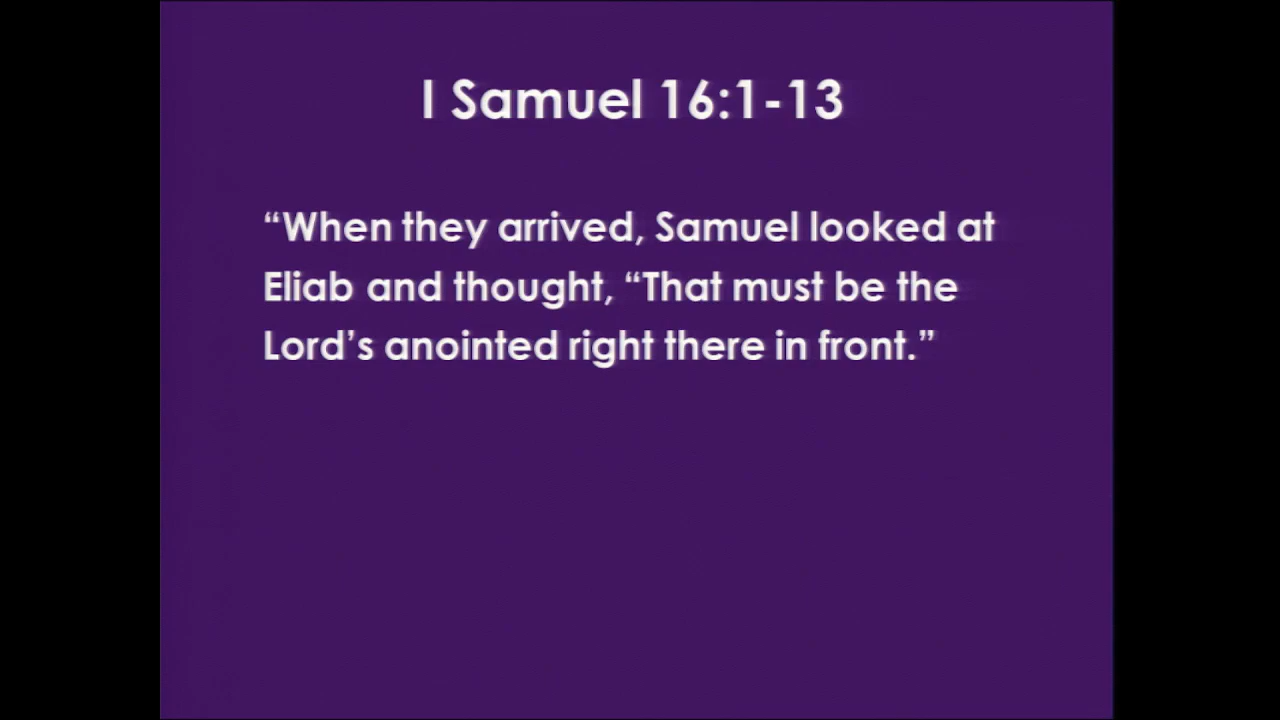 I Samuel 16:1-13
“When they arrived, Samuel looked at
Eliab and thought, “That must be the
Lord’s anointed right there in front.”